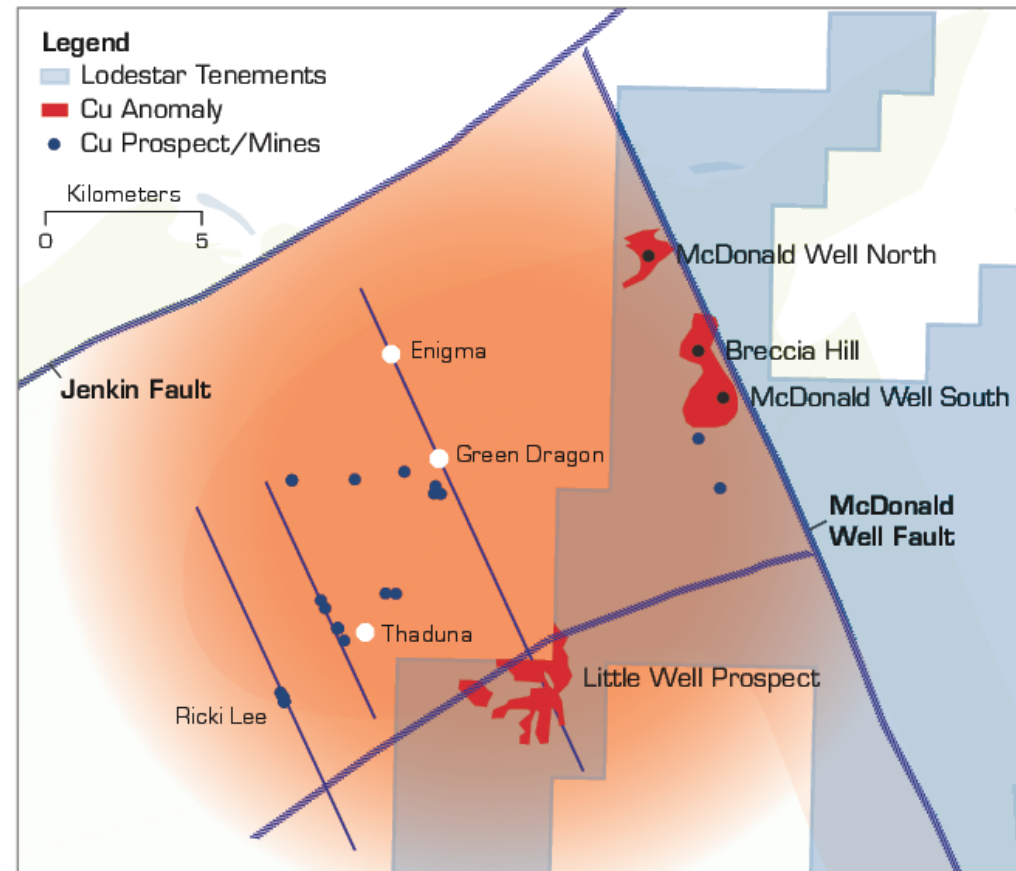 Legend
Lodestar Tenements
Cu Anomaly
Cu Prospect/Mines
Kilometers
0 5
McDonald Well North
Enigma
Breccia Hill
Jenkin Fault
McDonald Well South
Green Dragon
McDonald
Well Fault
Thaduna
Little Well Prospect
Ricki Lee